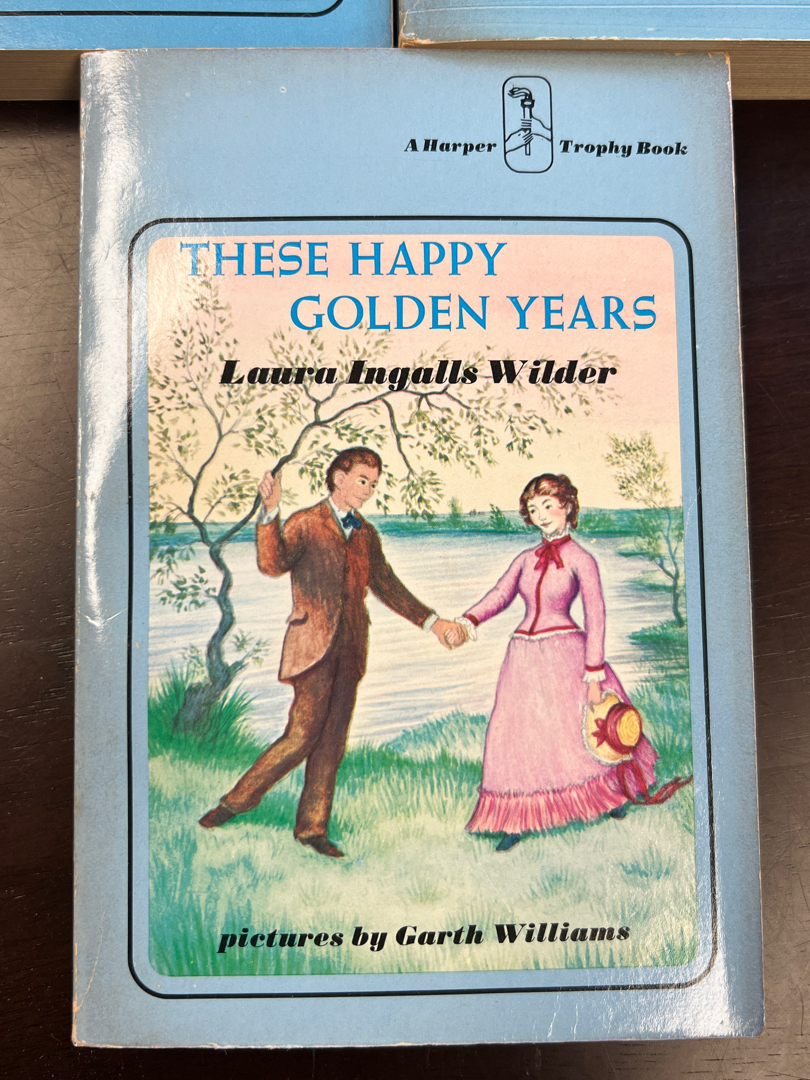 A Harper Trophy Book
THESE HAPPY
GOLDEN YEARS
Laura Ingalls Wilder
pictures by Garth Williams